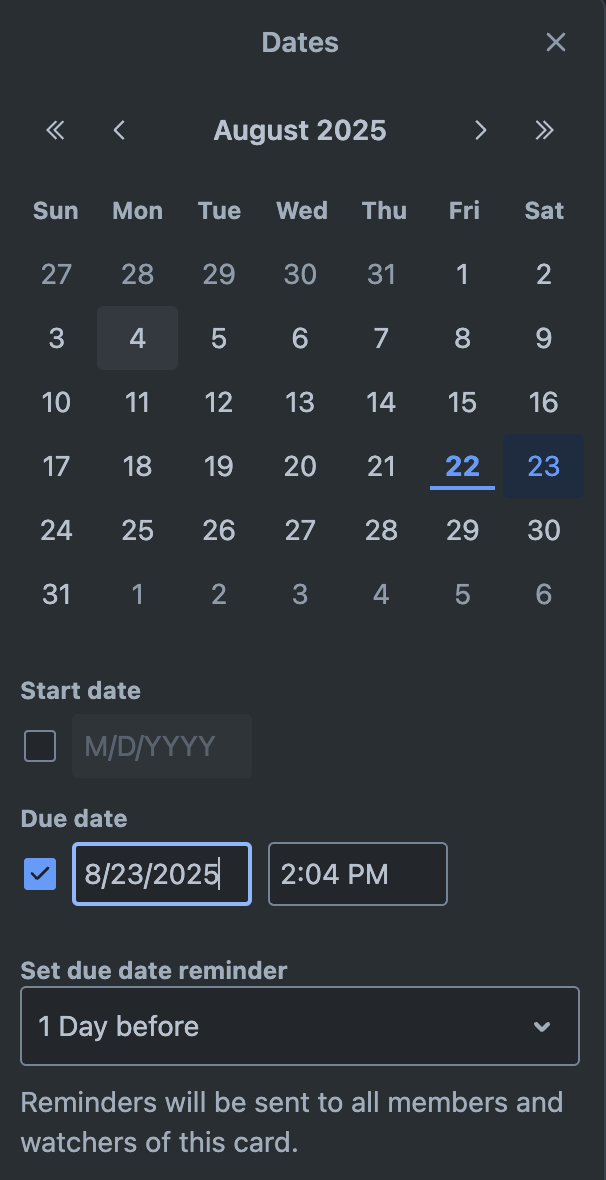 Dates
August 2025
Sun Mon Tue Wed Thu Fri Sat
27 28 29 30 31 1 2
3 4 5 6 7 8 9
10 11 12 13 14 15 16
17 18 19 20 21 22 23
24 25 26 27 28 29 30
31 1 2 3 4 5 6
Start date
M/D/YYYY
Due date
8/23/2025 2:04 PM
Set due date reminder
1 Day before
Reminders will be sent to all members and
watchers of this card.